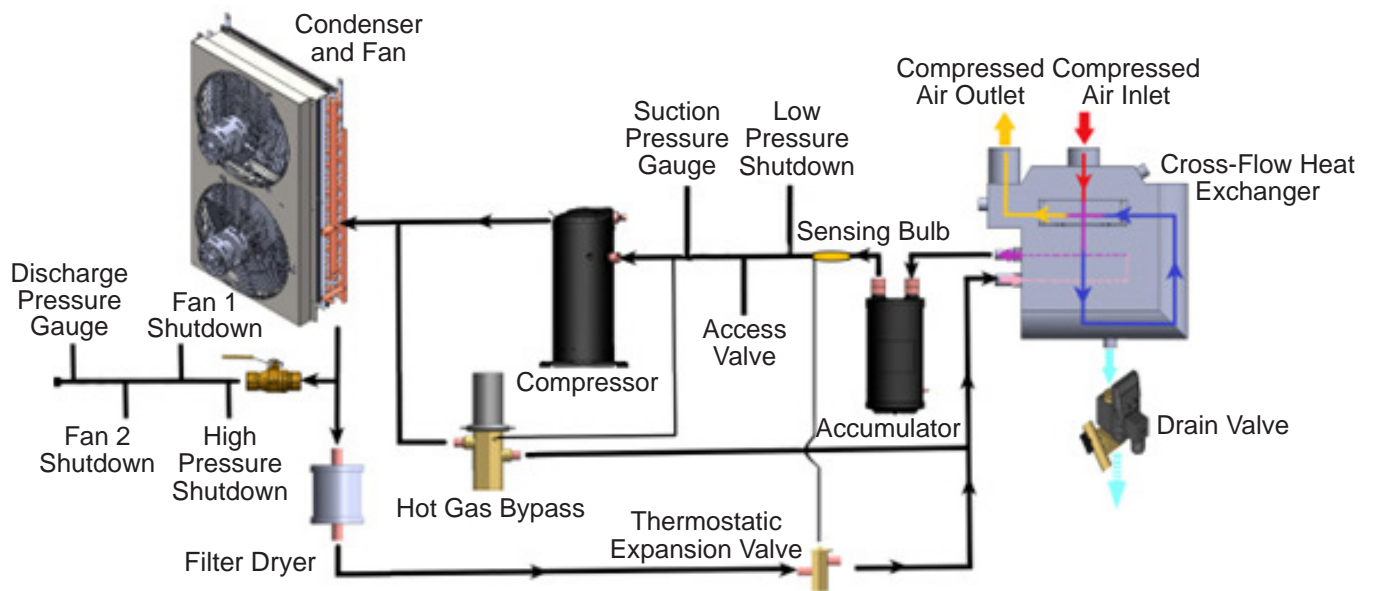 Condenser
and Fan
Compressed
Air Outlet
Compressed
Air Inlet
Suction
Pressure
Gauge
Low
Pressure
Shutdown
Cross-Flow Heat
Exchanger
Sensing Bulb
Discharge
Pressure
Gauge
Fan 1
Shutdown
Access
Valve
Compressor
Accumulator
Drain Valve
Fan 2
Shutdown
High
Pressure
Shutdown
Hot Gas Bypass
Thermostatic
Expansion Valve
Filter Dryer